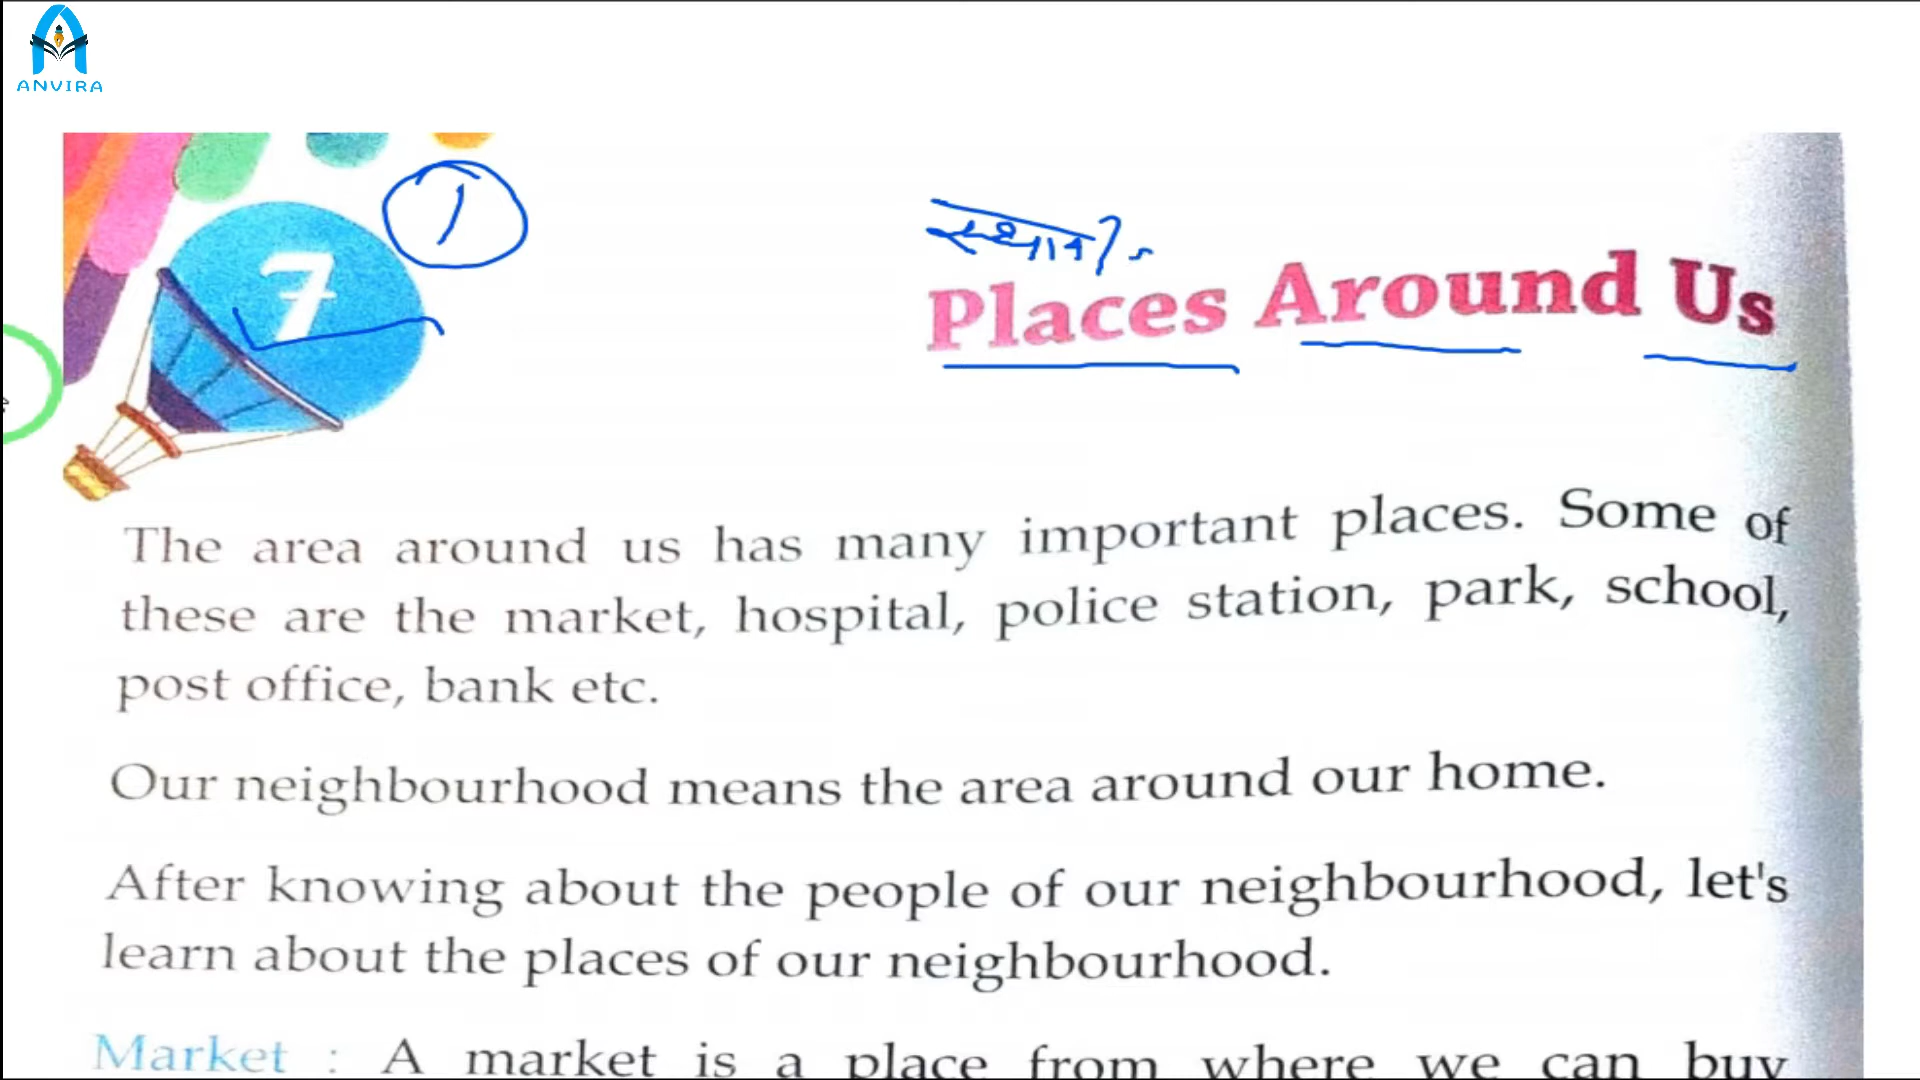 ANVIRA
7
1
Places Around Us
The area around us has many important places. Some of
these are the market, hospital, police station, park, school,
post office, bank etc.
Our neighbourhood means the area around our home.
After knowing about the people of our neighbourhood, let's
learn about the places of our neighbourhood.
Market : A market is a place from where we can buy